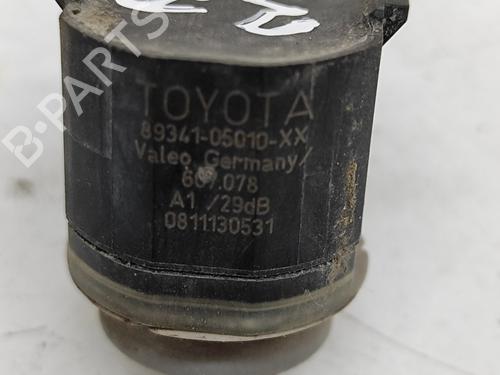 TOYOTA
89341-05010-XX
Valeo Germany/
607.078
A1 /29dB
0811130531
B-PARTS